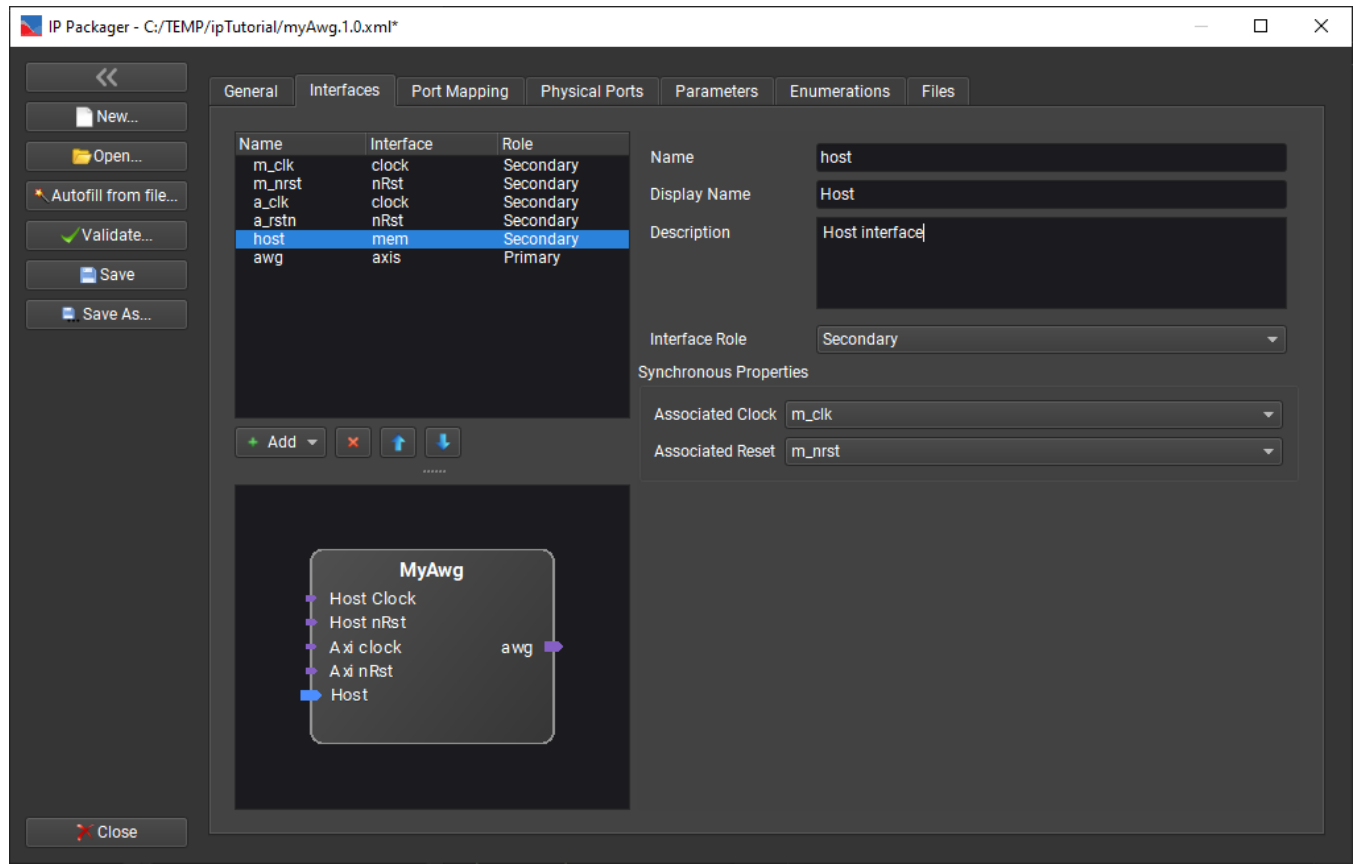 IP Packager - C:/TEMP/ipTutorial/myAwg.1.0.xml*
New...
Open...
Autofill from file...
Validate...
Save
Save As...
Close
General Interfaces Port Mapping Physical Ports Parameters Enumerations Files
Name Interface Role
m_clk clock Secondary
m_nrst nRst Secondary
a_clk clock Secondary
a_rstn nRst Secondary
host mem Secondary
awg axis Primary
Add
Name host
Display Name Host
Description Host interface
Interface Role Secondary
Synchronous Properties
Associated Clock m_clk
Associated Reset m_nrst
MyAwg
Host Clock
Host nRst
Axi clock awg
Axi nRst
Host